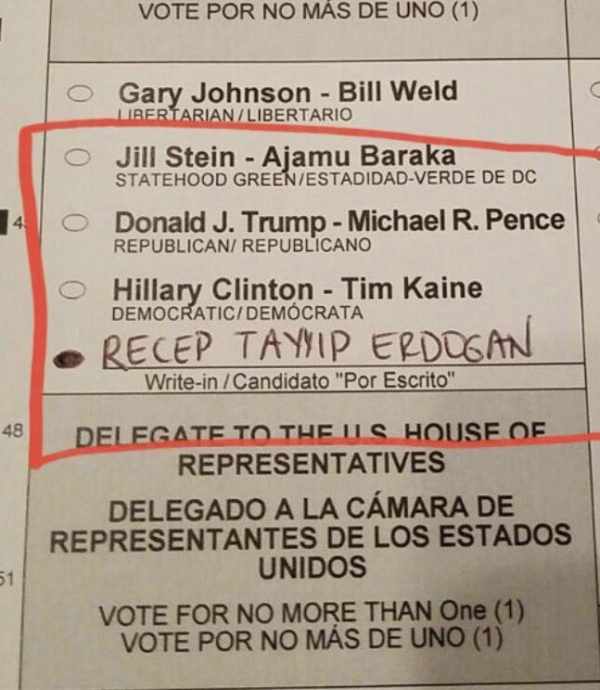 VOTE POR NO MÁS DE UNO (1)
Gary Johnson - Bill Weld
LIBERTARIAN / LIBERTARIO
Jill Stein - Ajamu Baraka
STATEHOOD GREEN/ESTADIDAD-VERDE DE DC
4
Donald J. Trump - Michael R. Pence
REPUBLICAN/ REPUBLICANO
Hillary Clinton - Tim Kaine
DEMOCRATIC/DEMÓCRATA
RECEP TAYYIP ERDOGAN
Write-in / Candidato "Por Escrito"
48
DELEGATE TO THE U.S. HOUSE OF
REPRESENTATIVES
DELEGADO A LA CÁMARA DE
REPRESENTANTES DE LOS ESTADOS
UNIDOS
51
VOTE FOR NO MORE THAN One (1)
VOTE POR NO MÁS DE UNO (1)